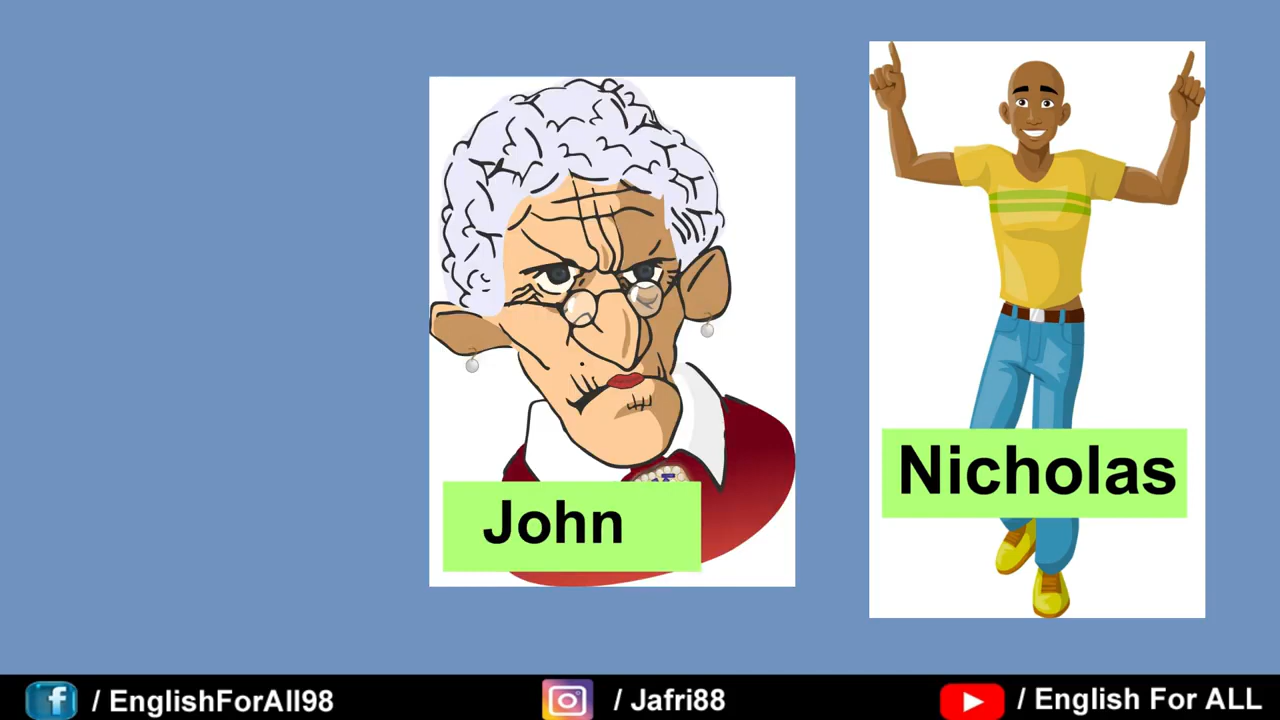 John
Nicholas
/ EnglishForAll98
/ Jafri88
/ English For ALL